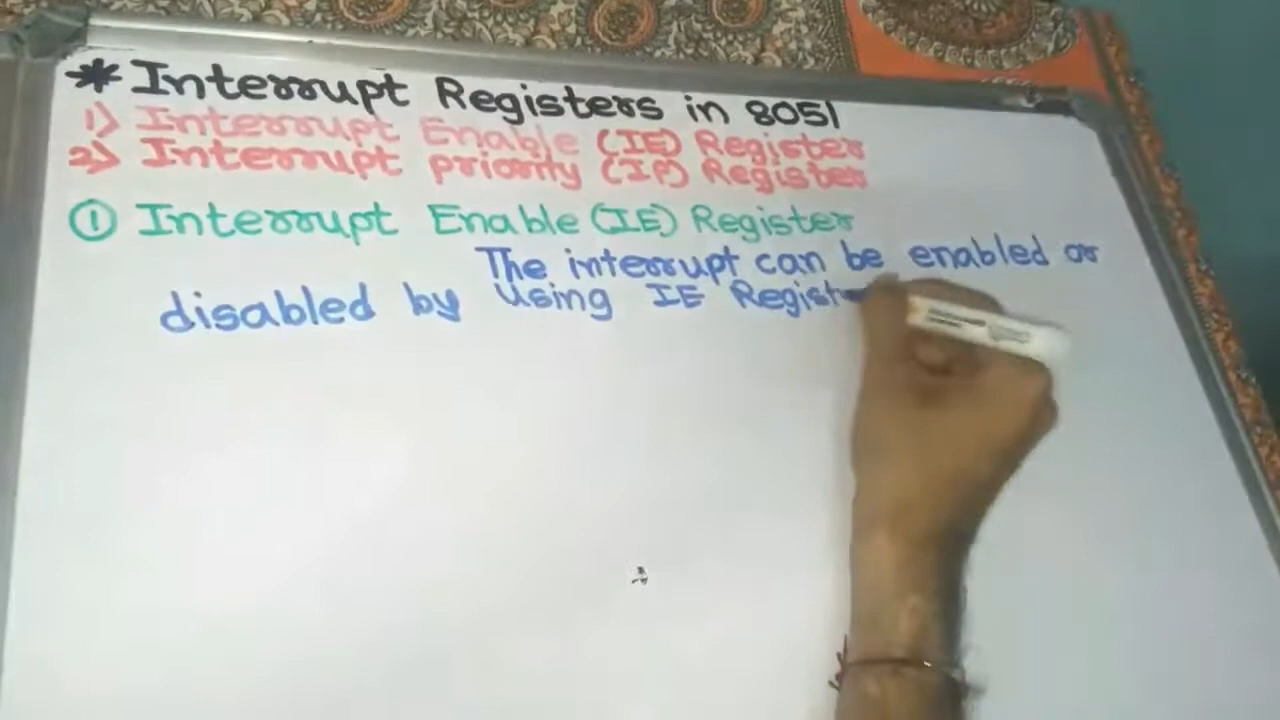 * Interrupt Registers in 8051
1) Interrupt Enable (IE) Register
2) Interrupt priority (IP) Register
① Interrupt Enable (IE) Register
The interrupt can be enabled or
disabled by using IE Registe